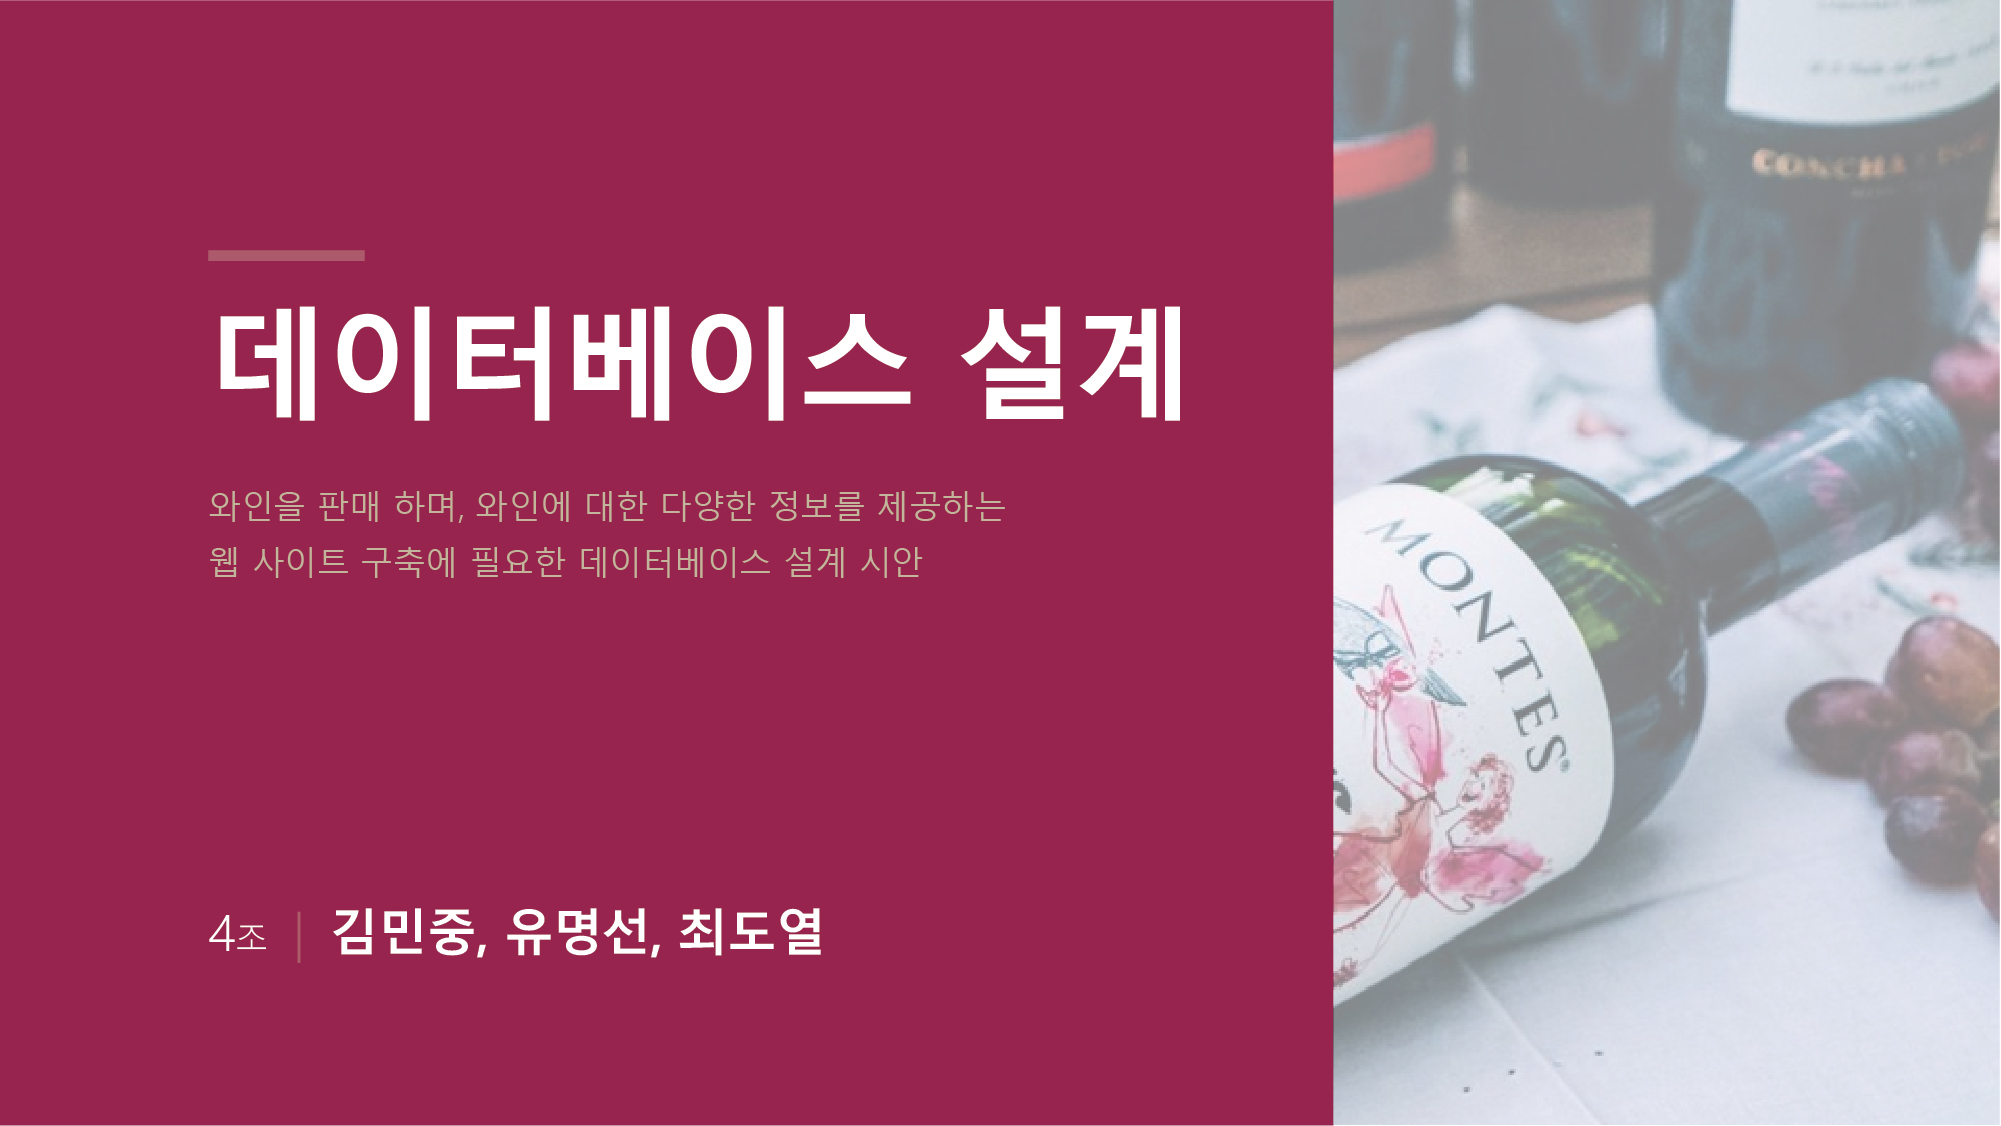 데이터베이스 설계
와인을 판매 하며, 와인에 대한 다양한 정보를 제공하는
웹 사이트 구축에 필요한 데이터베이스 설계 시안
4조 | 김민중, 유명선, 최도열
CONCHA
MONTES®